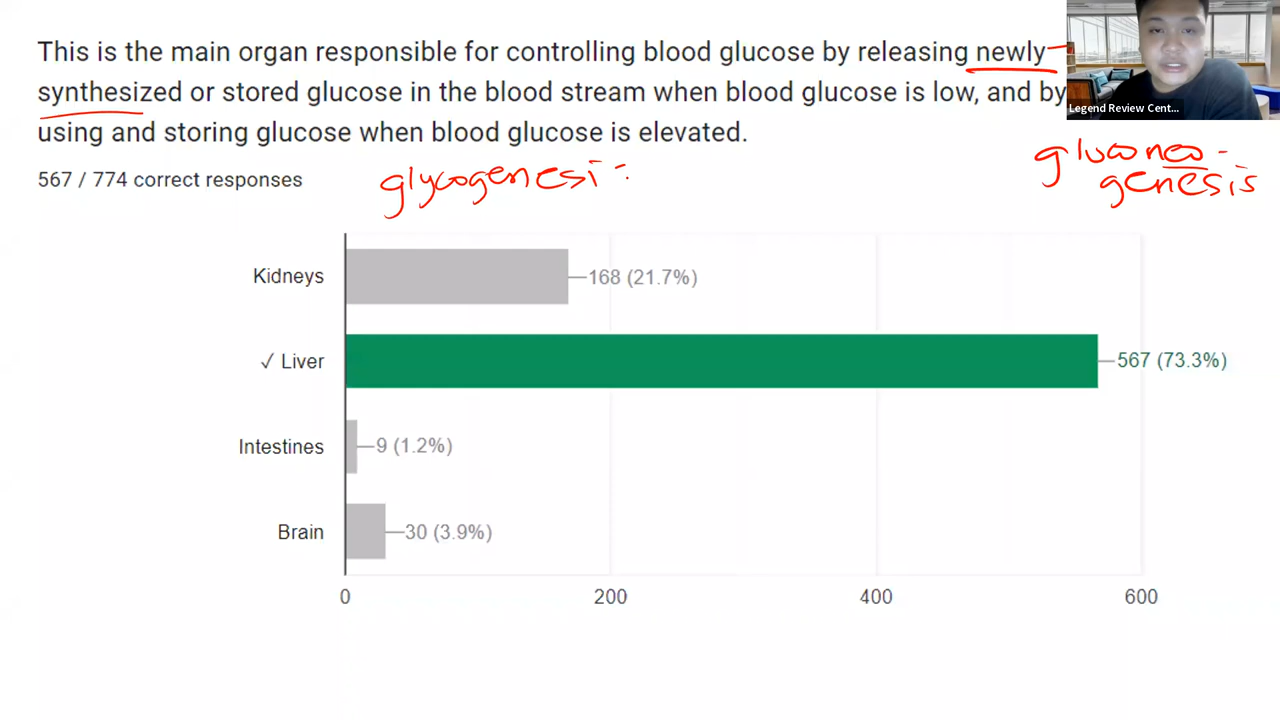 This is the main organ responsible for controlling blood glucose by releasing newly
synthesized or stored glucose in the blood stream when blood glucose is low, and by
using and storing glucose when blood glucose is elevated.
Legend Review Cent...
567 / 774 correct responses
glycogenesi
gluconeo-
genesis
Kidneys
168 (21.7%)
✓ Liver
567 (73.3%)
Intestines
9 (1.2%)
Brain
30 (3.9%)
0 200 400 600